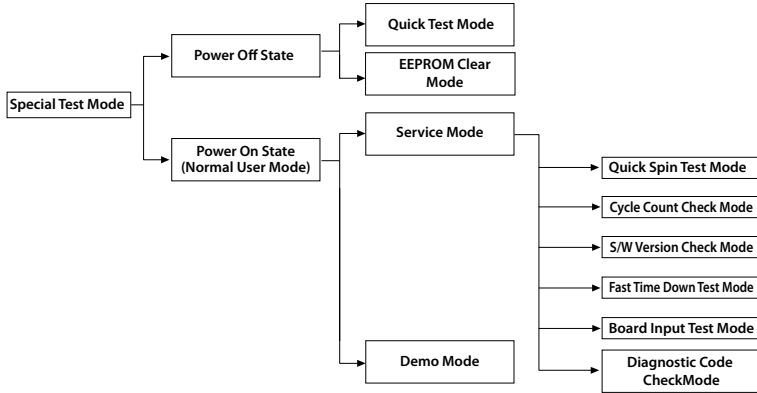 Special Test Mode
Power Off State
Quick Test Mode
EEPROM Clear
Mode
Power On State
(Normal User Mode)
Service Mode
Quick Spin Test Mode
Cycle Count Check Mode
S/W Version Check Mode
Fast Time Down Test Mode
Board Input Test Mode
Diagnostic Code
CheckMode
Demo Mode